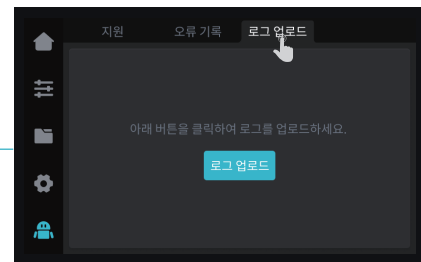 지원 오류 기록 로그 업로드
아래 버튼을 클릭하여 로그를 업로드하세요.
로그 업로드